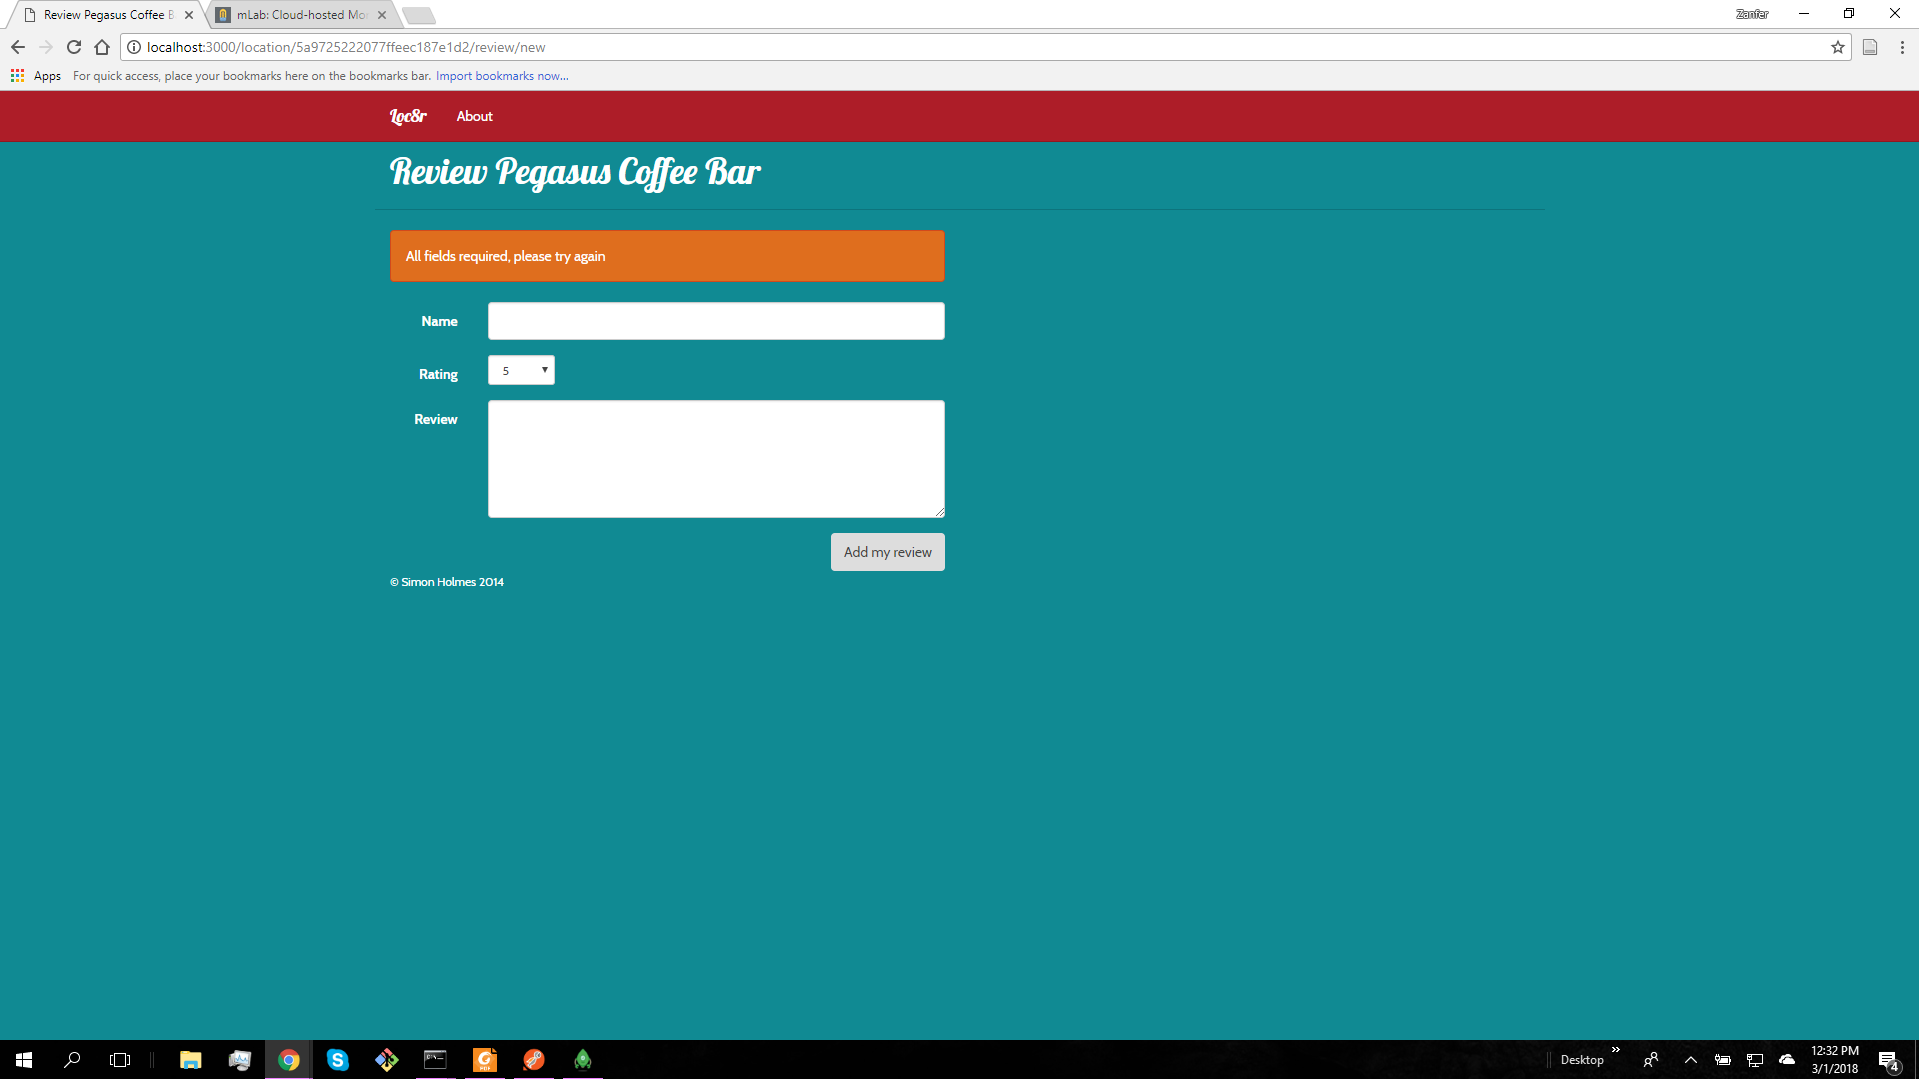 Review Pegasus Coffee B
mLab: Cloud-hosted Mo
Zanfer
localhost:3000/location/5a9725222077ffeec187e1d2/review/new
Apps For quick access, place your bookmarks here on the bookmarks bar. Import bookmarks now...
Loc8r About
Review Pegasus Coffee Bar
All fields required, please try again
Name
Rating 5
Review
Add my review
© Simon Holmes 2014
Desktop
12:32 PM
3/1/2018
4